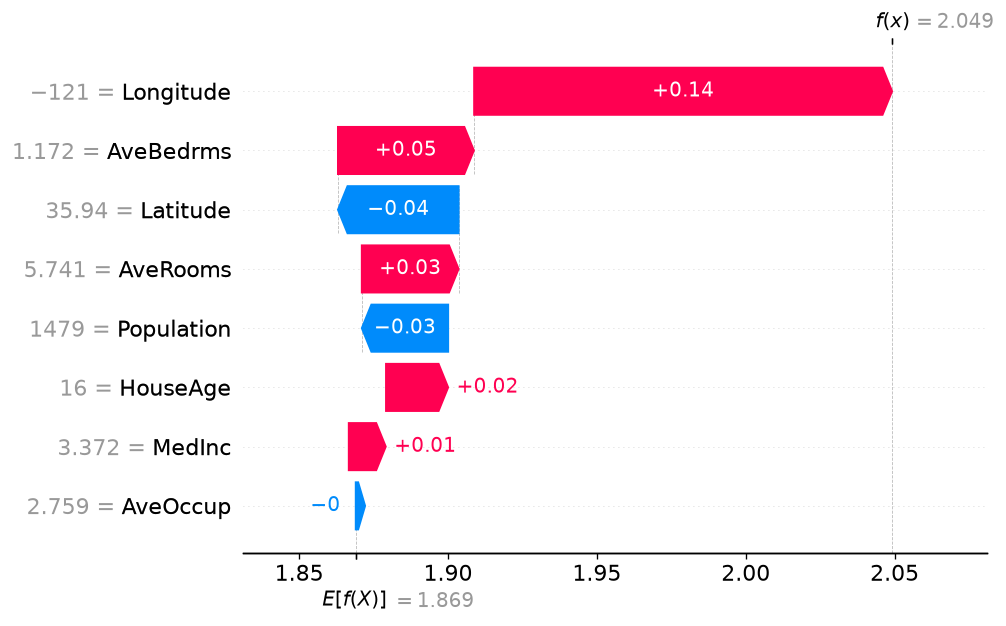 f(x) = 2.049
−121 = Longitude +0.14
1.172 = AveBedrms +0.05
35.94 = Latitude −0.04
5.741 = AveRooms +0.03
1479 = Population −0.03
16 = HouseAge +0.02
3.372 = MedInc +0.01
2.759 = AveOccup −0
1.85 1.90 1.95 2.00 2.05
E[f(X)] = 1.869